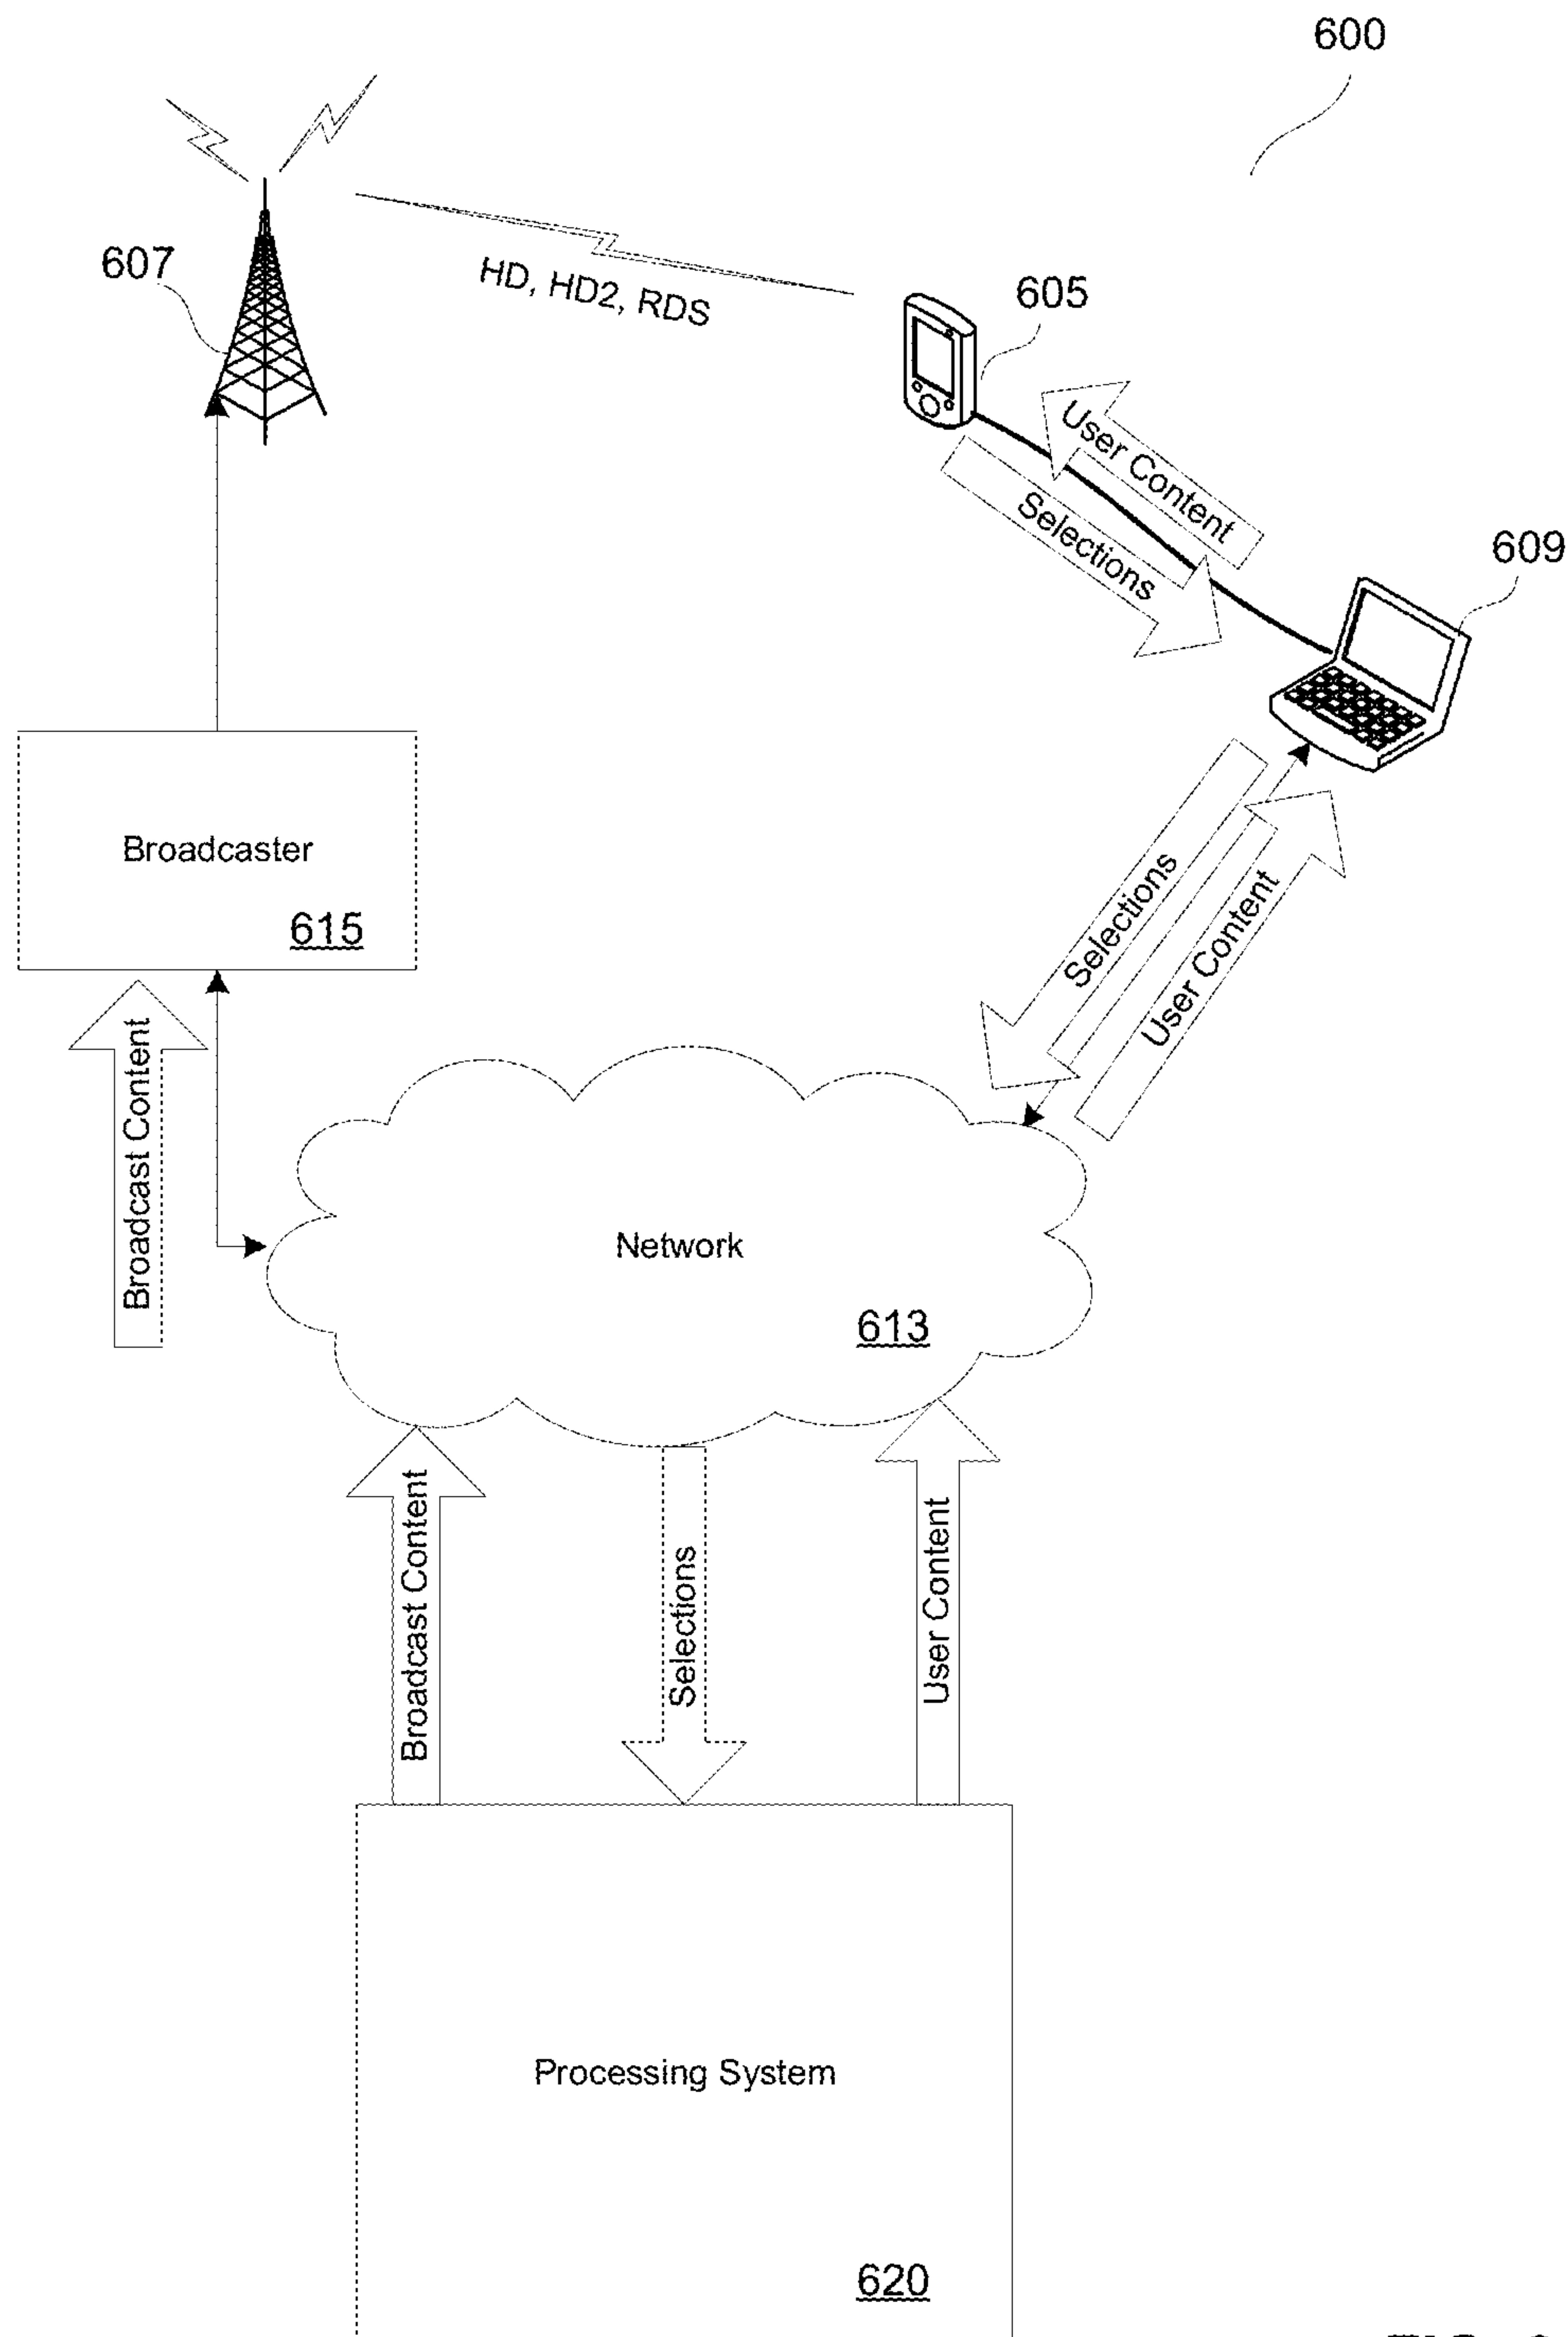 600
607
HD, HD2, RDS
605
User Content
Selections
609
Broadcaster
615
Selections
User Content
Broadcast Content
Network
613
Broadcast Content
Selections
User Content
Processing System
620